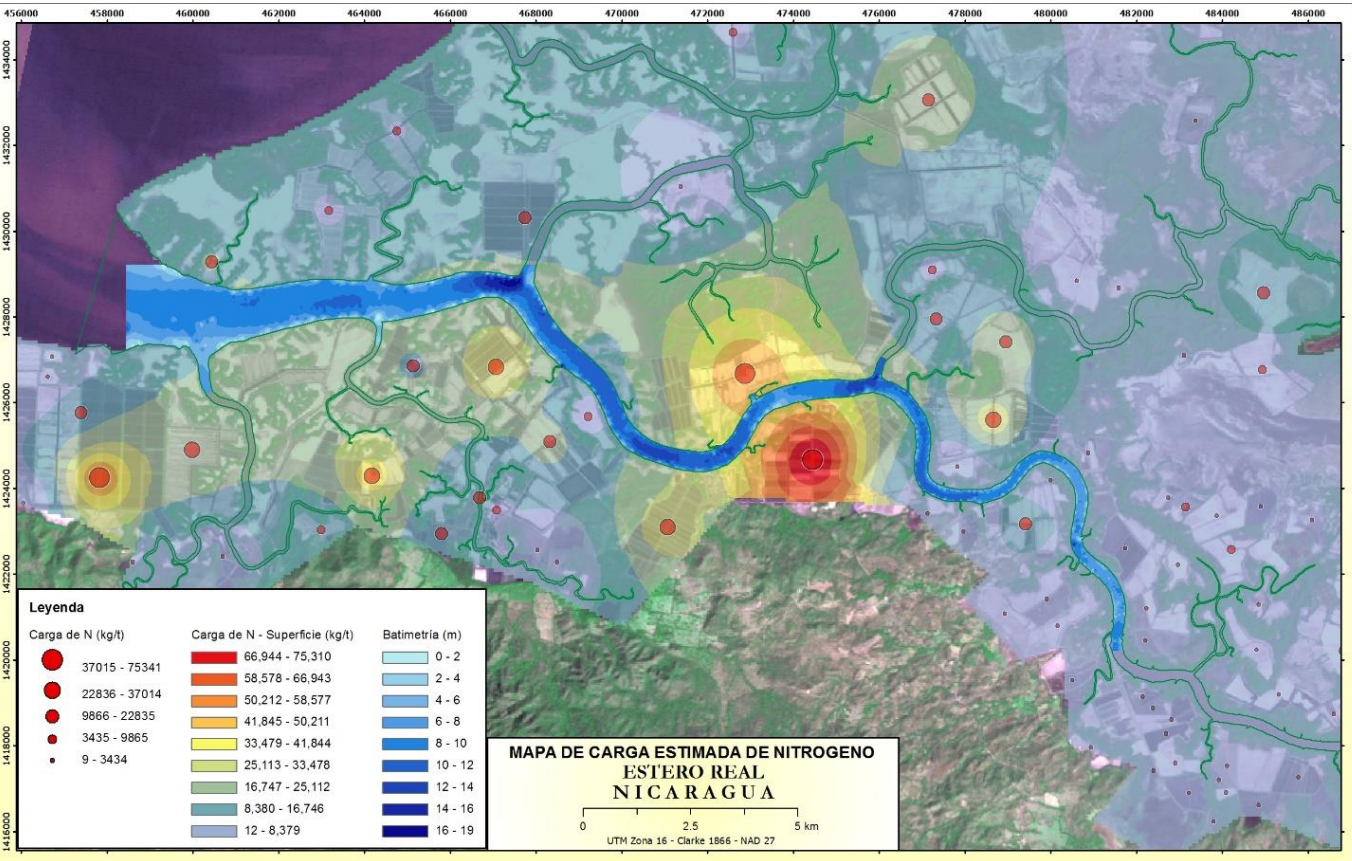 456000 458000 460000 462000 464000 466000 468000 470000 472000 474000 476000 478000 480000 482000 484000 486000
1434000
1432000
1430000
1428000
1426000
1424000
1422000
1420000
1418000
1416000
Leyenda
Carga de N (kg/t)
37015 - 75341
22836 - 37014
9866 - 22835
3435 - 9865
9 - 3434
Carga de N - Superficie (kg/t)
66,944 - 75,310
58,578 - 66,943
50,212 - 58,577
41,845 - 50,211
33,479 - 41,844
25,113 - 33,478
16,747 - 25,112
8,380 - 16,746
12 - 8,379
Batimetría (m)
0 - 2
2 - 4
4 - 6
6 - 8
8 - 10
10 - 12
12 - 14
14 - 16
16 - 19
MAPA DE CARGA ESTIMADA DE NITROGENO
ESTERO REAL
NICARAGUA
0 2.5 5 km
UTM Zona 16 - Clarke 1866 - NAD 27